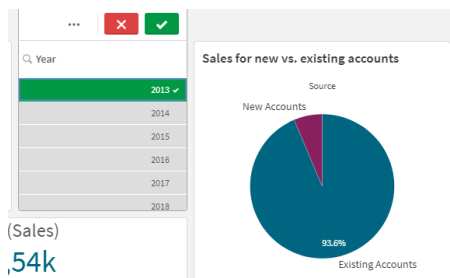 ...
Year
2013
2014
2015
2016
2017
2018
Sales for new vs. existing accounts
Source
New Accounts
93.6%
Existing Accounts
(Sales)
,54k